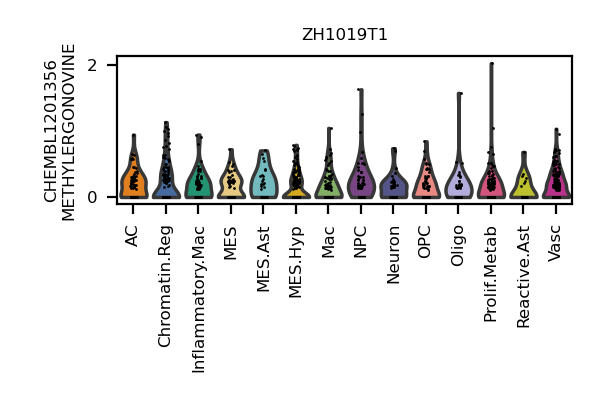 ZH1019T1
CHEMBL1201356
METHYLERGONOVINE
2
0
AC
Chromatin.Reg
Inflammatory.Mac
MES
MES.Ast
MES.Hyp
Mac
NPC
Neuron
OPC
Oligo
Prolif.Metab
Reactive.Ast
Vasc